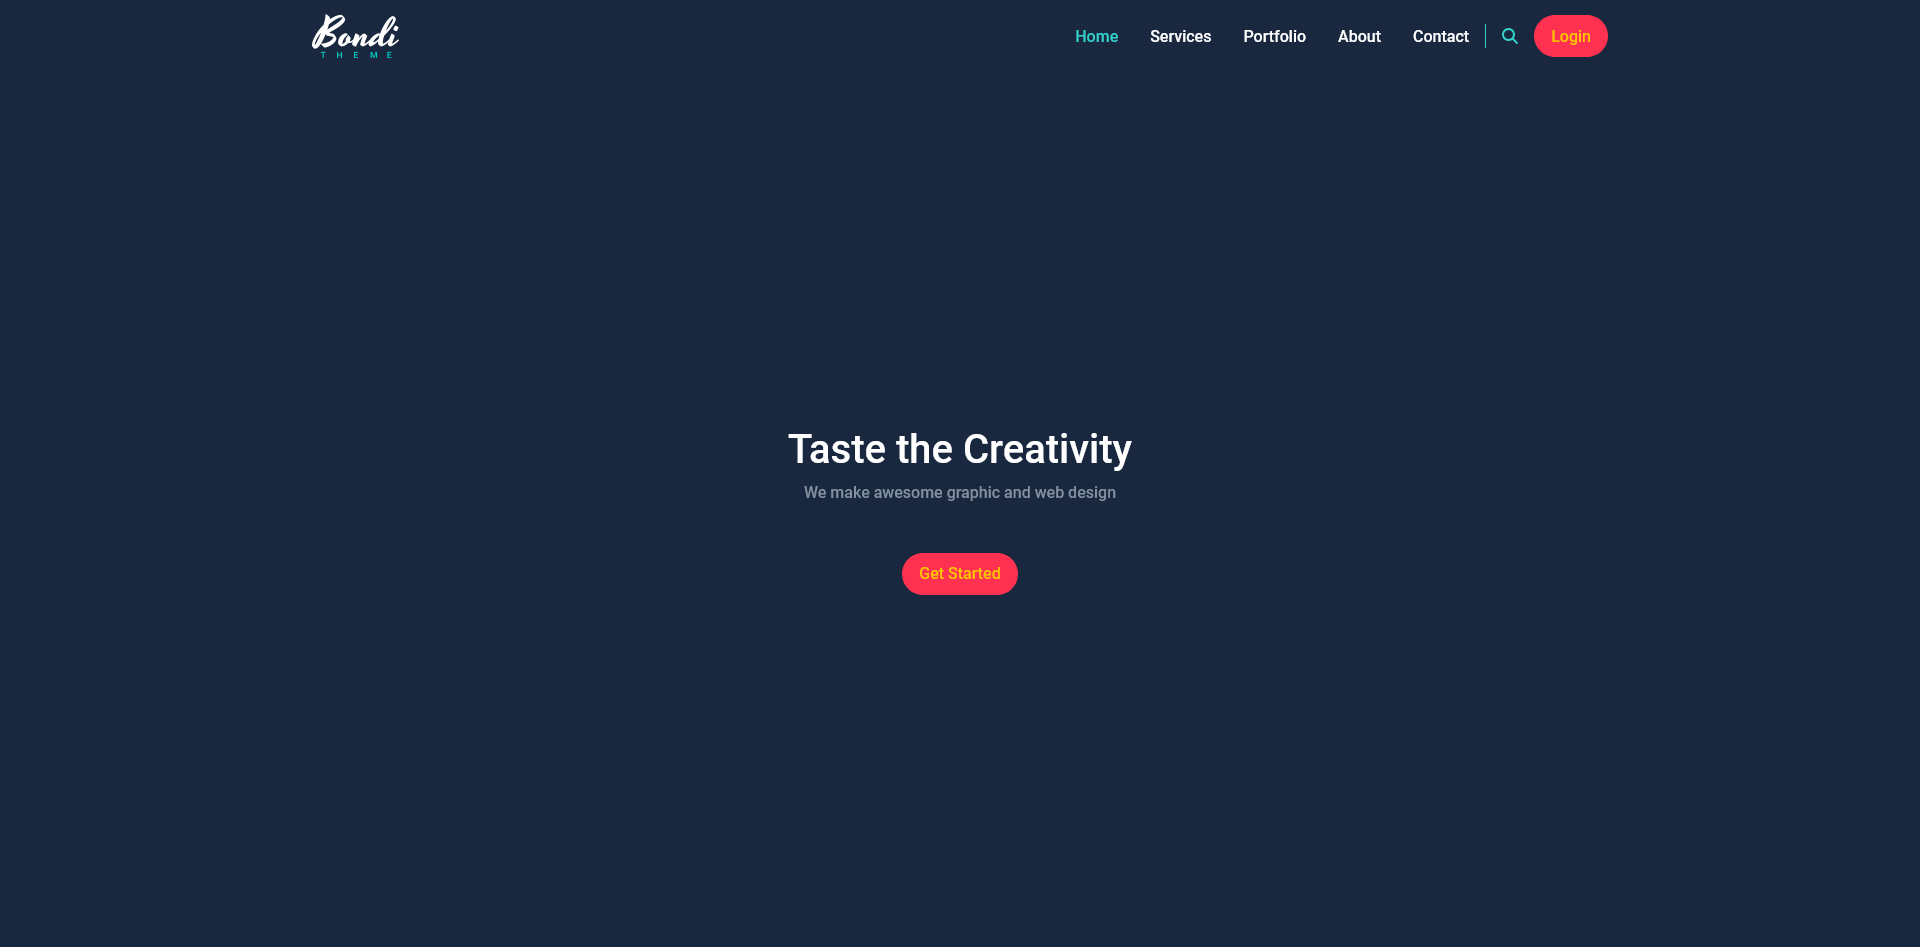 Bondi
THEME
Home Services Portfolio About Contact Login
Taste the Creativity
We make awesome graphic and web design
Get Started